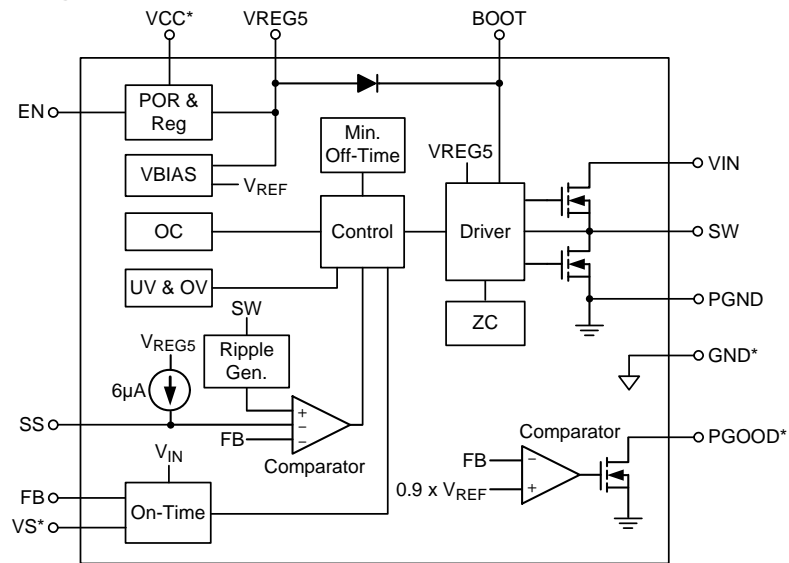 VCC*
VREG5
BOOT
EN
POR &
Reg
Min.
Off-Time
VREG5
VIN
VBIAS
VREF
OC
Control
Driver
SW
UV & OV
PGND
SW
ZC
VREG5
Ripple
Gen.
GND*
6µA
SS
+
−
−
FB
Comparator
Comparator
PGOOD*
VIN
FB
−
0.9 x VREF
+
FB
On-Time
VS*